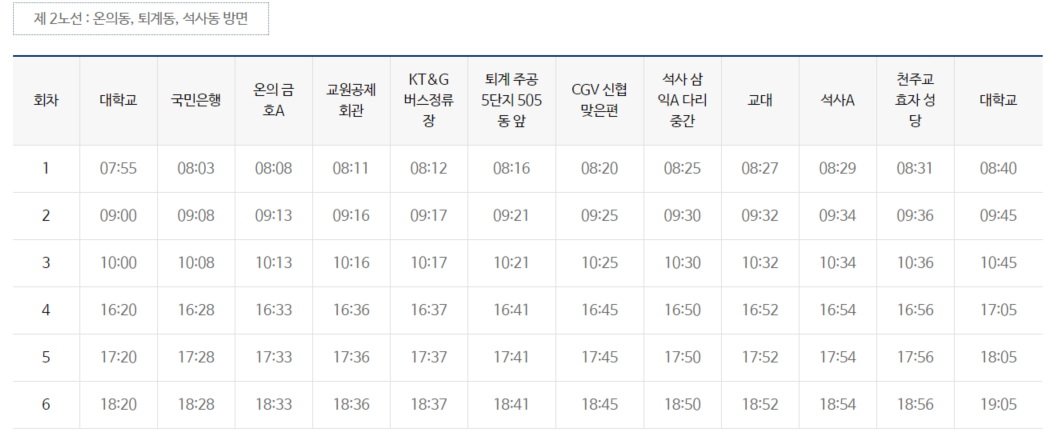 제 2노선 : 온의동, 퇴계동, 석사동 방면
회차 대학교 국민은행 온의 금호A 교원공제회관 KT&G 버스정류장 퇴계 주공 5단지 505동 앞 CGV 신협 맞은편 석사 삼익A 다리 중간 교대 석사A 천주교 효자 성당 대학교
1 07:55 08:03 08:08 08:11 08:12 08:16 08:20 08:25 08:27 08:29 08:31 08:40
2 09:00 09:08 09:13 09:16 09:17 09:21 09:25 09:30 09:32 09:34 09:36 09:45
3 10:00 10:08 10:13 10:16 10:17 10:21 10:25 10:30 10:32 10:34 10:36 10:45
4 16:20 16:28 16:33 16:36 16:37 16:41 16:45 16:50 16:52 16:54 16:56 17:05
5 17:20 17:28 17:33 17:36 17:37 17:41 17:45 17:50 17:52 17:54 17:56 18:05
6 18:20 18:28 18:33 18:36 18:37 18:41 18:45 18:50 18:52 18:54 18:56 19:05